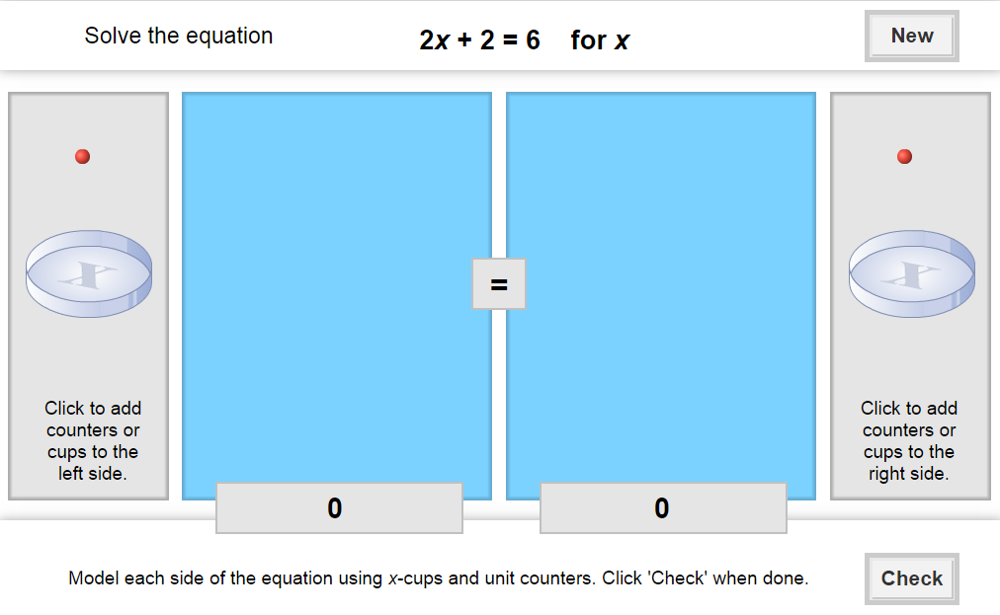 Solve the equation 2x + 2 = 6 for x
New
x
=
x
Click to add
counters or
cups to the
left side.
Click to add
counters or
cups to the
right side.
0
0
Model each side of the equation using x-cups and unit counters. Click 'Check' when done.
Check